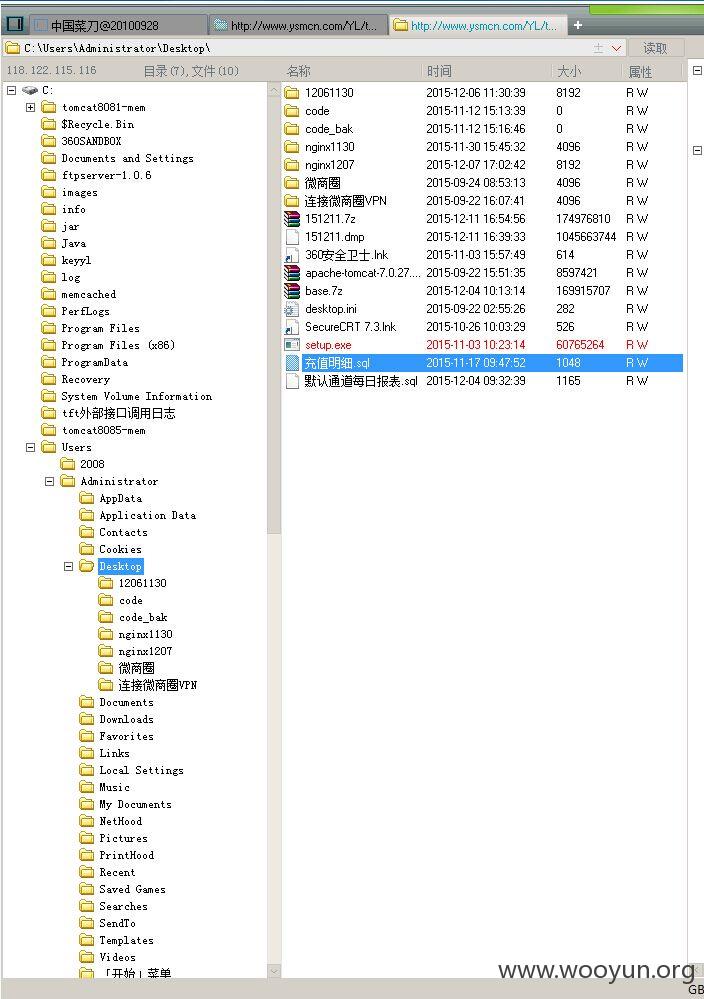 中国菜刀@20100928 http://www.ysmcn.com/YL/t... http://www.ysmcn.com/YL/t... +
C:\Users\Administrator\Desktop\ 读取
118.122.115.116 目录(7),文件(10) 名称 时间 大小 属性
C:
tomcat8081-mem
$Recycle.Bin
360SANDBOX
Documents and Settings
ftpserver-1.0.6
images
info
jar
Java
keyyl
log
memcached
PerfLogs
Program Files
Program Files (x86)
ProgramData
Recovery
System Volume Information
tft外部接口调用日志
tomcat8085-mem
Users
2008
Administrator
AppData
Application Data
Contacts
Cookies
Desktop
12061130
code
code_bak
nginx1130
nginx1207
微商圈
连接微商圈VPN
Documents
Downloads
Favorites
Links
Local Settings
Music
My Documents
NetHood
Pictures
PrintHood
Recent
Saved Games
Searches
SendTo
Templates
Videos
「开始」菜单
12061130 2015-12-06 11:30:39 8192 R W
code 2015-11-12 15:13:39 0 R W
code_bak 2015-11-12 15:16:46 0 R W
nginx1130 2015-11-30 15:45:32 4096 R W
nginx1207 2015-12-07 17:02:42 8192 R W
微商圈 2015-09-24 08:53:13 4096 R W
连接微商圈VPN 2015-09-22 16:07:41 4096 R W
151211.7z 2015-12-11 16:54:56 174976810 R W
151211.dmp 2015-12-11 16:39:33 1045663744 R W
360安全卫士.lnk 2015-11-03 15:57:49 614 R W
apache-tomcat-7.0.27.... 2015-09-22 15:51:35 8597421 R W
base.7z 2015-12-04 10:13:14 169915707 R W
desktop.ini 2015-09-22 02:55:26 282 R W
SecureCRT 7.3.lnk 2015-10-26 10:03:29 526 R W
setup.exe 2015-11-03 10:23:14 60765264 R W
充值明细.sql 2015-11-17 09:47:52 1048 R W
默认通道每日报表.sql 2015-12-04 09:32:39 1165 R W
www.wooyun.org
GB